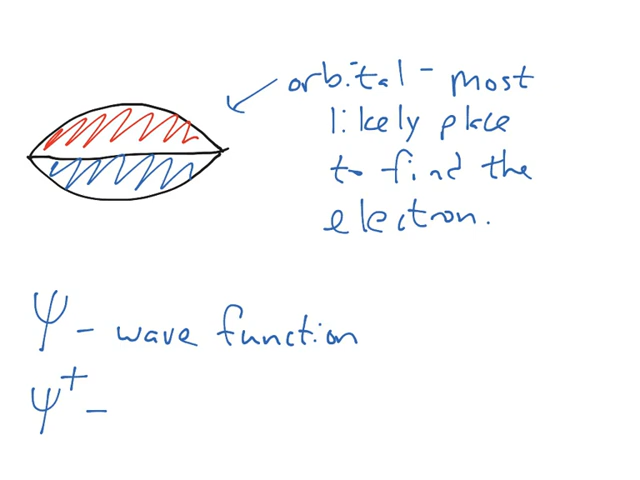 orbital - most
likely place
to find the
electron.
ψ - wave function
ψ⁺ -